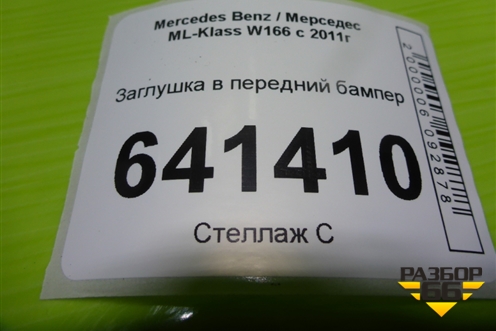 Mercedes Benz / Мерседес
ML-Klass W166 с 2011г
Заглушка в передний бампер
641410
Стеллаж С
2000006092878
РАЗБОР
66